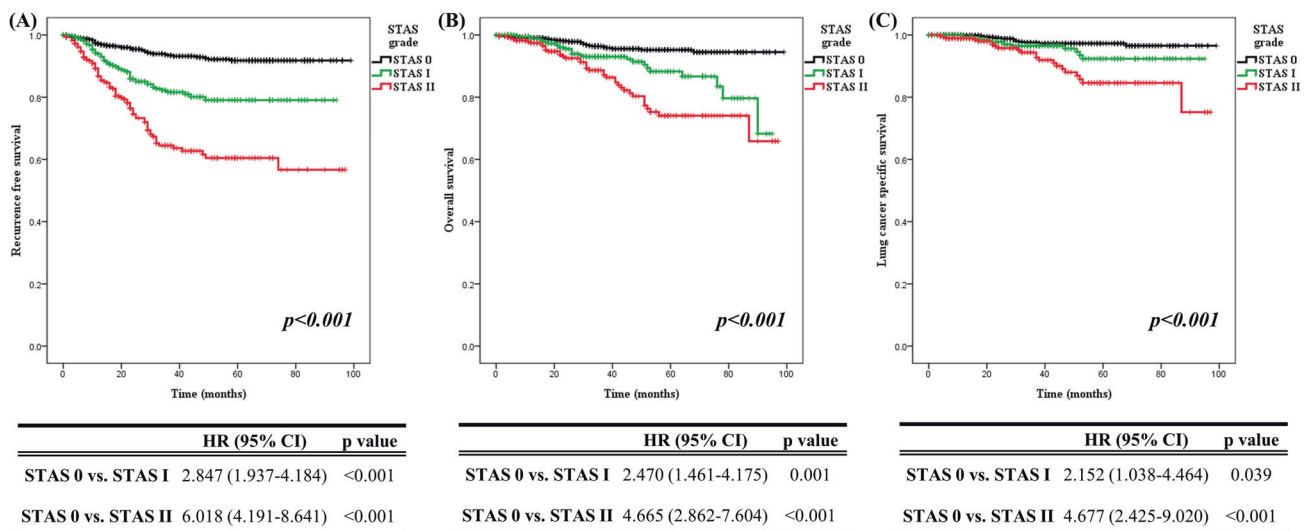 (A)
STAS
grade
STAS 0
STAS I
STAS II
Recurrence free survival
1.0
0.8
0.6
0.4
0.2
0.0
p<0.001
0 20 40 60 80 100
Time (months)
HR (95% CI) p value
STAS 0 vs. STAS I 2.847 (1.937-4.184) <0.001
STAS 0 vs. STAS II 6.018 (4.191-8.641) <0.001
(B)
STAS
grade
STAS 0
STAS I
STAS II
Overall survival
1.0
0.8
0.6
0.4
0.2
0.0
p<0.001
0 20 40 60 80 100
Time (months)
HR (95% CI) p value
STAS 0 vs. STAS I 2.470 (1.461-4.175) 0.001
STAS 0 vs. STAS II 4.665 (2.862-7.604) <0.001
(C)
STAS
grade
STAS 0
STAS I
STAS II
Lung cancer specific survival
1.0
0.8
0.6
0.4
0.2
0.0
p<0.001
0 20 40 60 80 100
Time (months)
HR (95% CI) p value
STAS 0 vs. STAS I 2.152 (1.038-4.464) 0.039
STAS 0 vs. STAS II 4.677 (2.425-9.020) <0.001